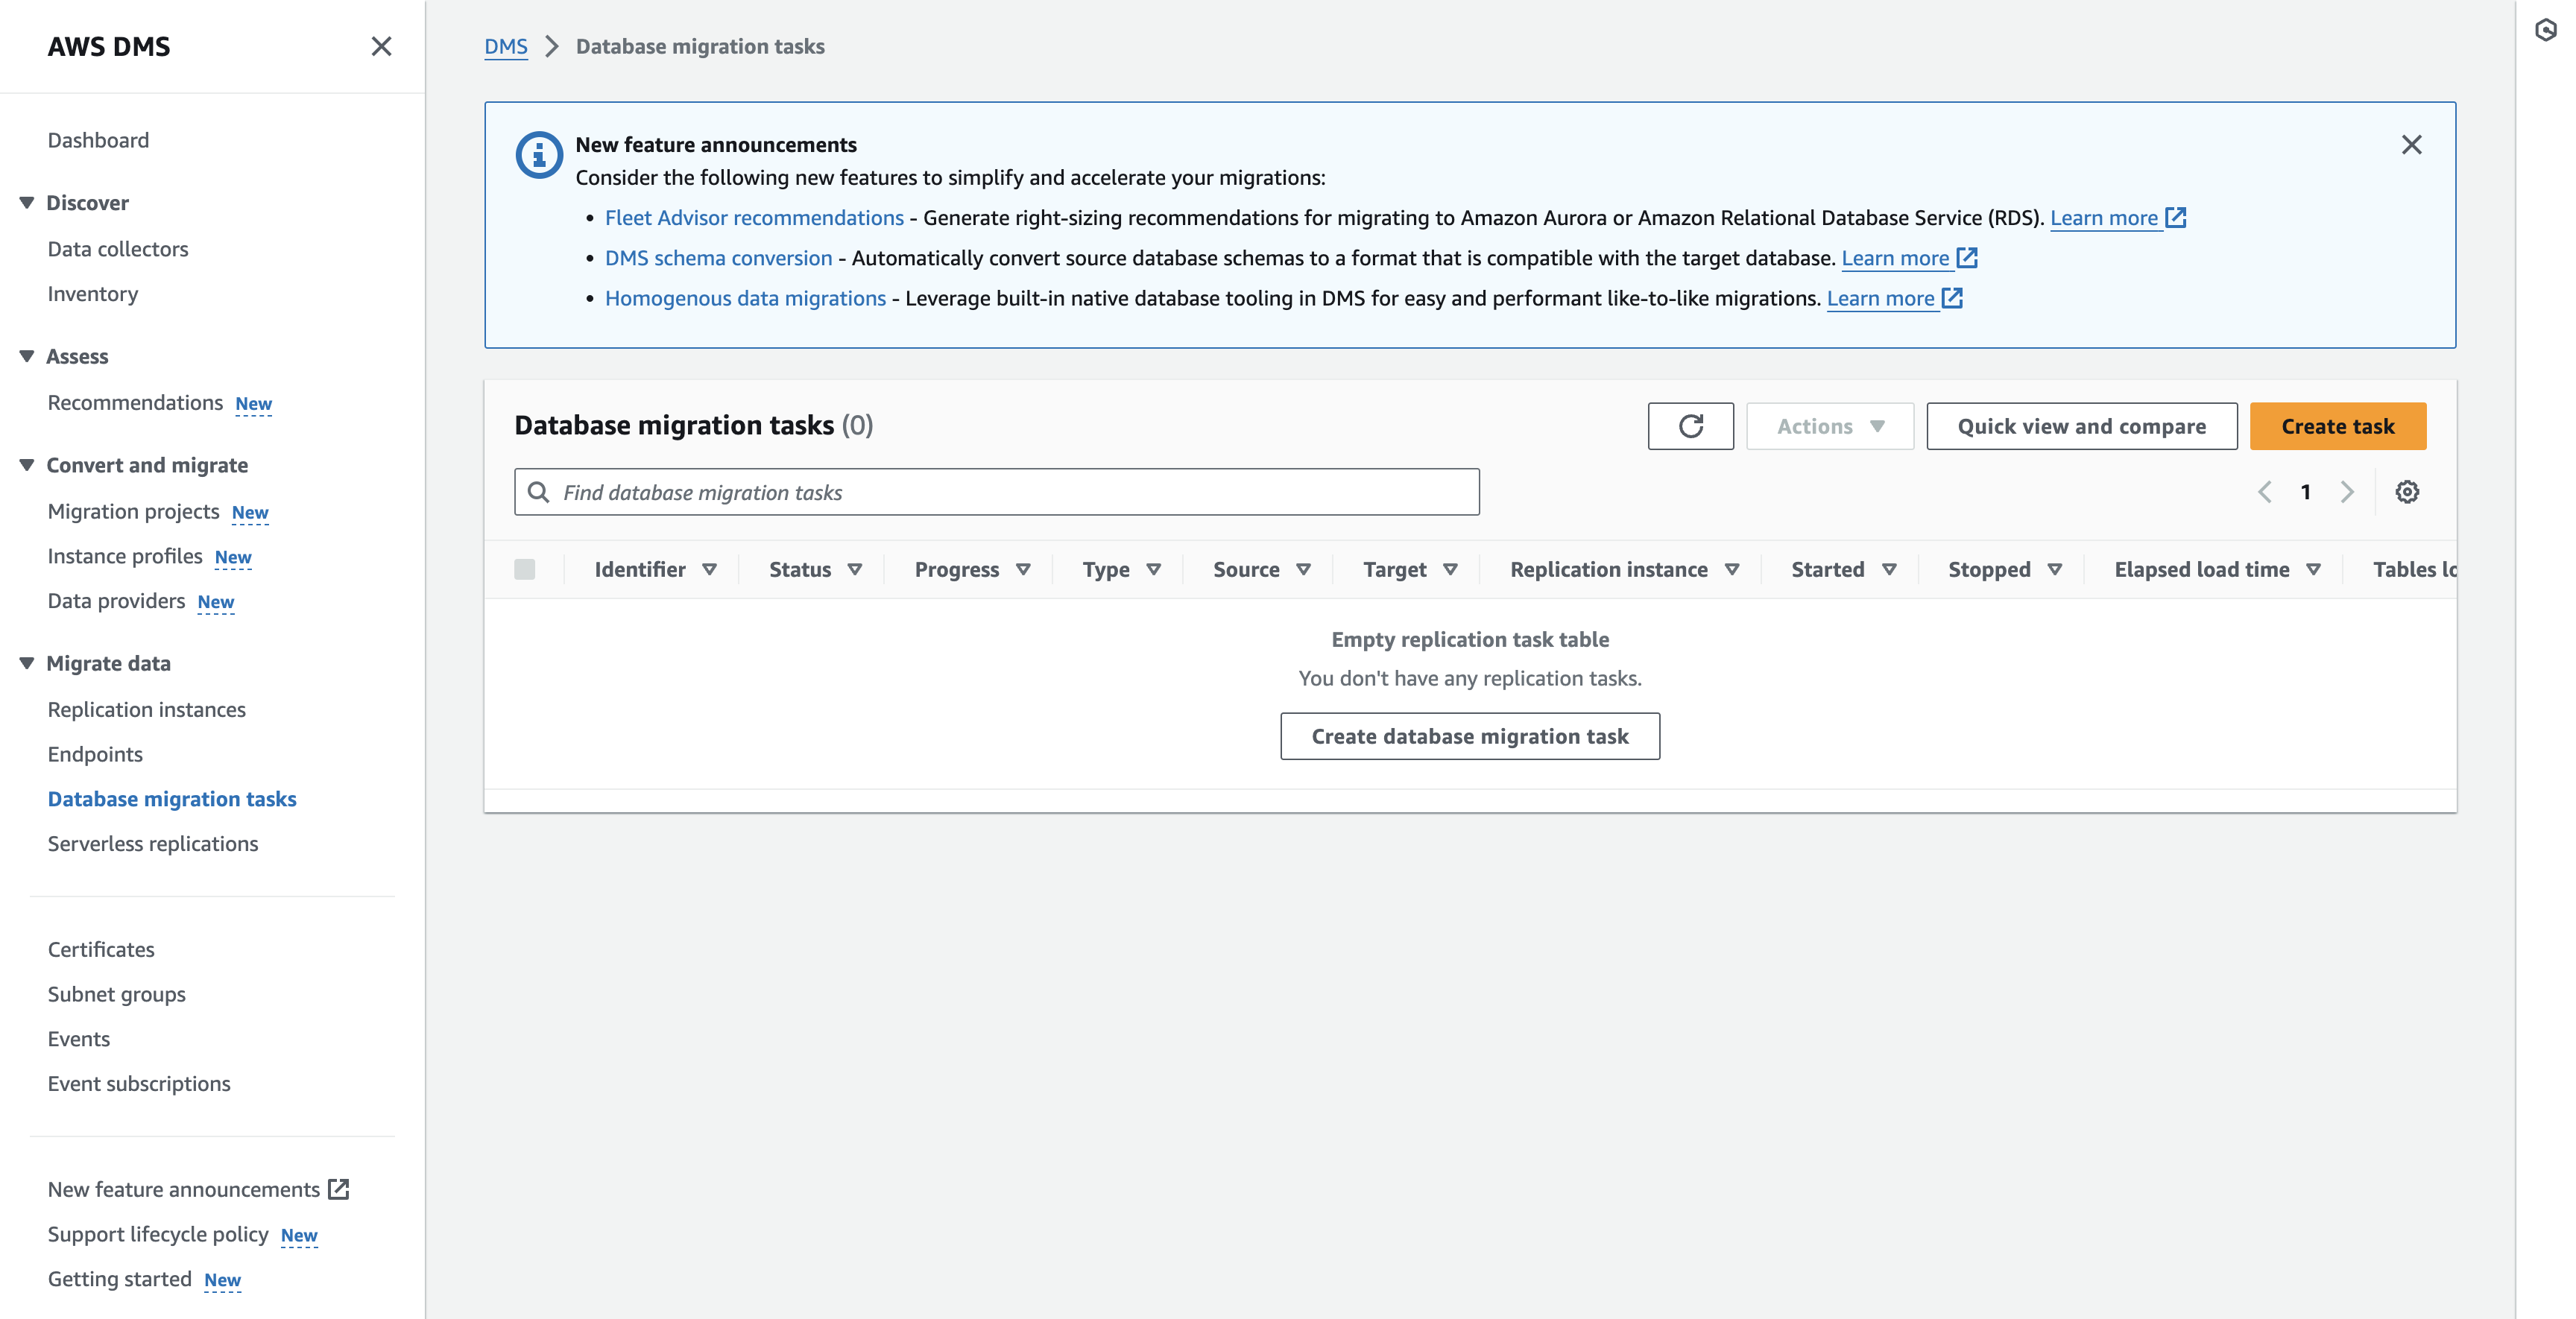 AWS DMS
Dashboard
Discover
Data collectors
Inventory
Assess
Recommendations New
Convert and migrate
Migration projects New
Instance profiles New
Data providers New
Migrate data
Replication instances
Endpoints
Database migration tasks
Serverless replications
Certificates
Subnet groups
Events
Event subscriptions
New feature announcements
Support lifecycle policy New
Getting started New
DMS > Database migration tasks
New feature announcements
Consider the following new features to simplify and accelerate your migrations:
• Fleet Advisor recommendations - Generate right-sizing recommendations for migrating to Amazon Aurora or Amazon Relational Database Service (RDS). Learn more
• DMS schema conversion - Automatically convert source database schemas to a format that is compatible with the target database. Learn more
• Homogenous data migrations - Leverage built-in native database tooling in DMS for easy and performant like-to-like migrations. Learn more
Database migration tasks (0)
Actions
Quick view and compare
Create task
Find database migration tasks
1
Identifier Status Progress Type Source Target Replication instance Started Stopped Elapsed load time Tables lo
Empty replication task table
You don't have any replication tasks.
Create database migration task